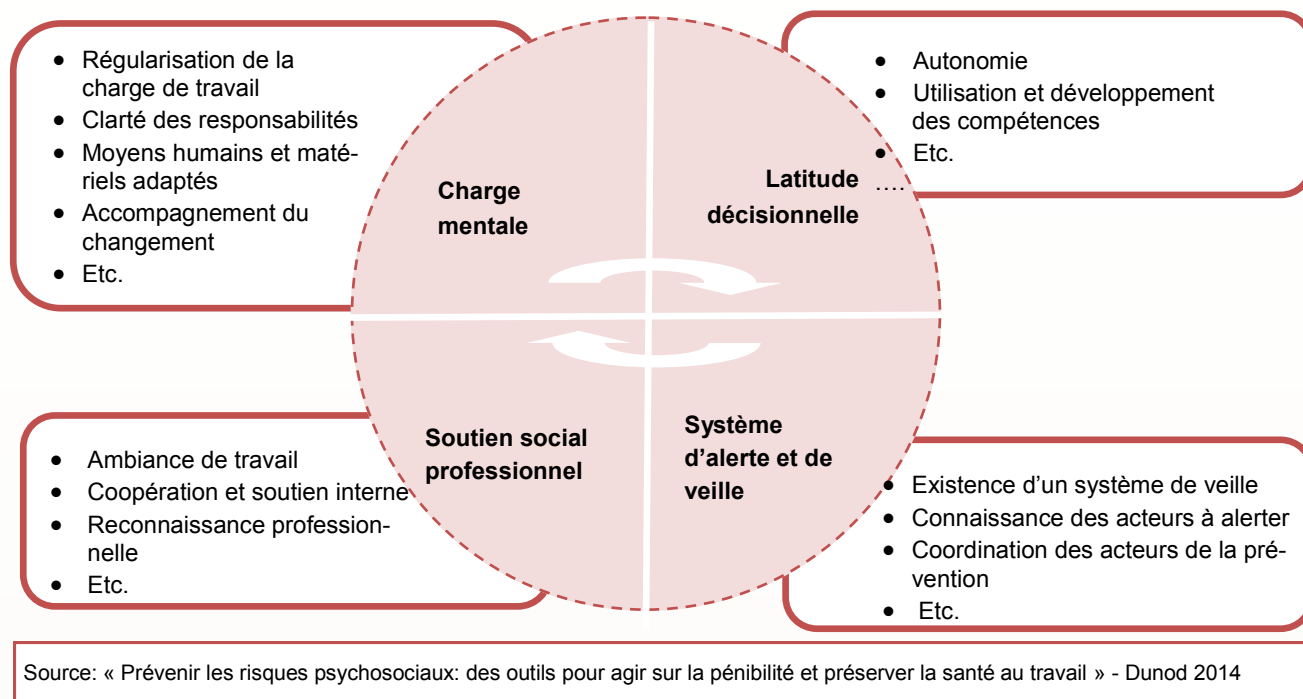 • Régularisation de la
charge de travail
• Clarté des responsabilités
• Moyens humains et maté-
riels adaptés
• Accompagnement du
changement
• Etc.
• Autonomie
• Utilisation et développement
des compétences
• Etc.
Charge
mentale
Latitude ....
décisionnelle
Soutien social
professionnel
Système
d’alerte et de
veille
• Ambiance de travail
• Coopération et soutien interne
• Reconnaissance profession-
nelle
• Etc.
• Existence d’un système de veille
• Connaissance des acteurs à alerter
• Coordination des acteurs de la pré-
vention
• Etc.
Source: « Prévenir les risques psychosociaux: des outils pour agir sur la pénibilité et préserver la santé au travail » - Dunod 2014